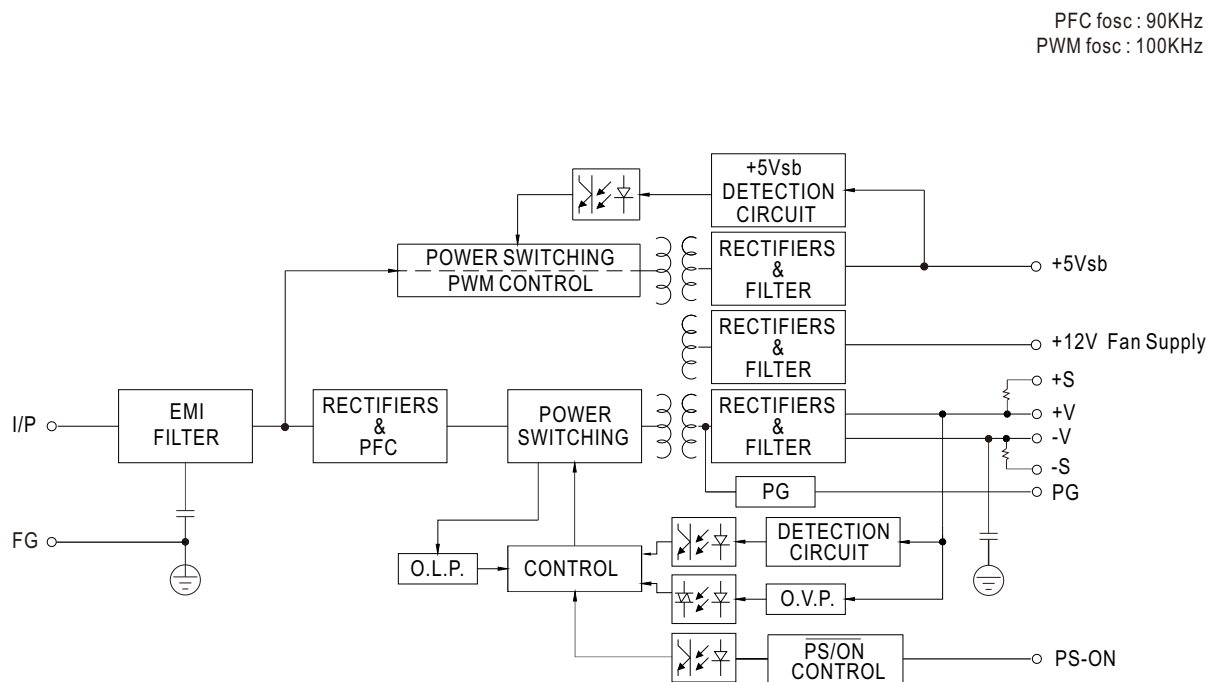 PFC fosc : 90KHz
PWM fosc : 100KHz
+5Vsb
DETECTION
CIRCUIT
POWER SWITCHING
PWM CONTROL
RECTIFIERS
&
FILTER
+5Vsb
RECTIFIERS
&
FILTER
+12V Fan Supply
I/P
EMI
FILTER
RECTIFIERS
&
PFC
POWER
SWITCHING
RECTIFIERS
&
FILTER
+S
+V
-V
-S
PG
PG
FG
O.L.P.
CONTROL
DETECTION
CIRCUIT
O.V.P.
PS/ON
CONTROL
PS-ON